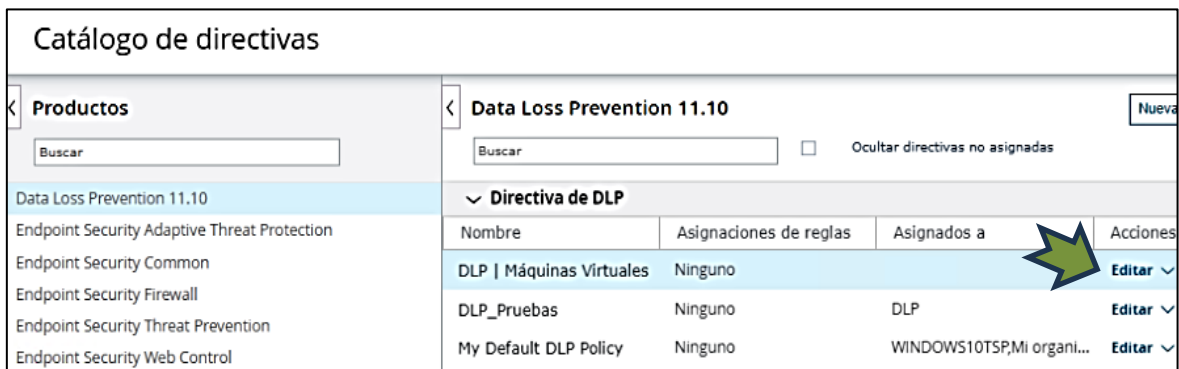 Catálogo de directivas
Productos
Buscar
Data Loss Prevention 11.10
Endpoint Security Adaptive Threat Protection
Endpoint Security Common
Endpoint Security Firewall
Endpoint Security Threat Prevention
Endpoint Security Web Control
Data Loss Prevention 11.10
Nueva
Buscar
Ocultar directivas no asignadas
Directiva de DLP
Nombre Asignaciones de reglas Asignados a Acciones
DLP | Máquinas Virtuales Ninguno Editar
DLP_Pruebas Ninguno DLP Editar
My Default DLP Policy Ninguno WINDOWS10TSP,Mi organi... Editar